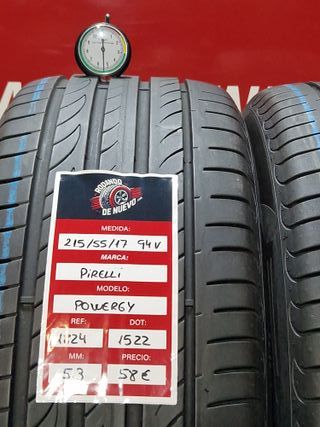 RODANDO
DE NUEVO
MEDIDA:
215/55/17 94V
MARCA:
PiRELLi
MODELO:
POWERGY
REF: DOT:
1522
MM: PRECIO:
5.3 58€